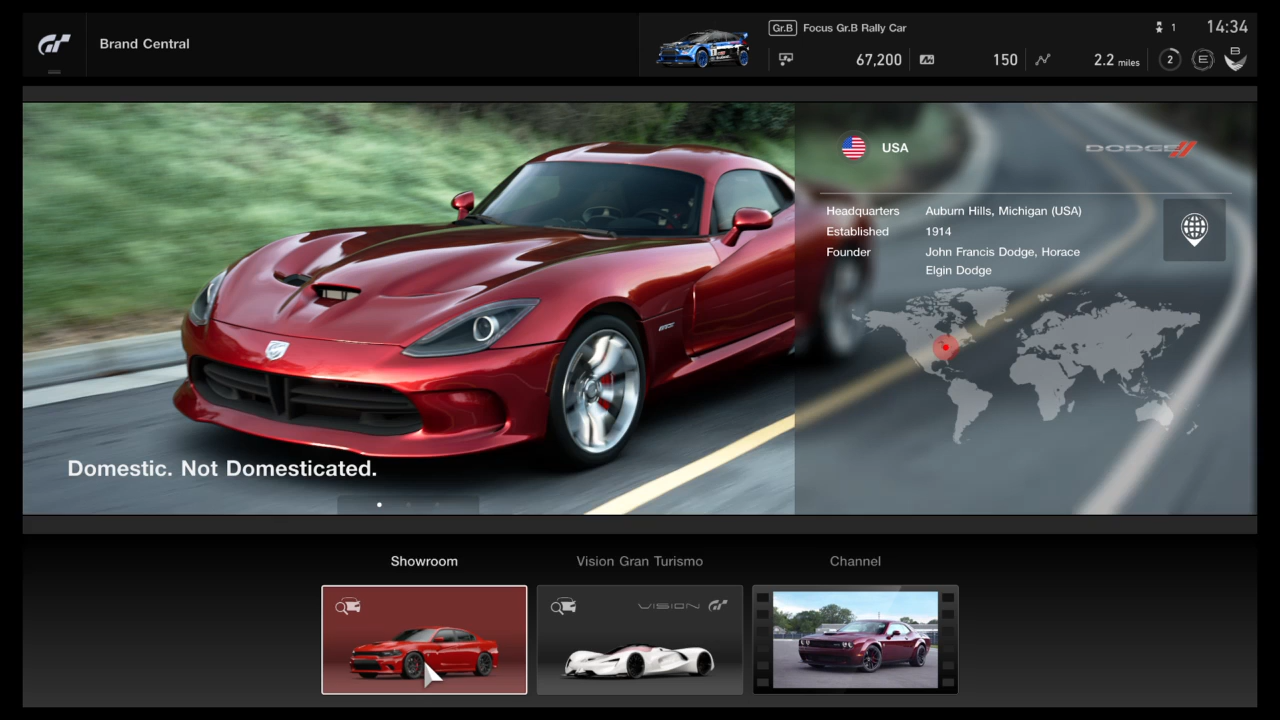 Brand Central
Gr.B Focus Gr.B Rally Car
1
14:34
67,200
150
2.2 miles
2
E
B
USA
DODGE
Headquarters Auburn Hills, Michigan (USA)
Established 1914
Founder John Francis Dodge, Horace
Elgin Dodge
Domestic. Not Domesticated.
Showroom
Vision Gran Turismo
Channel
VISION GT